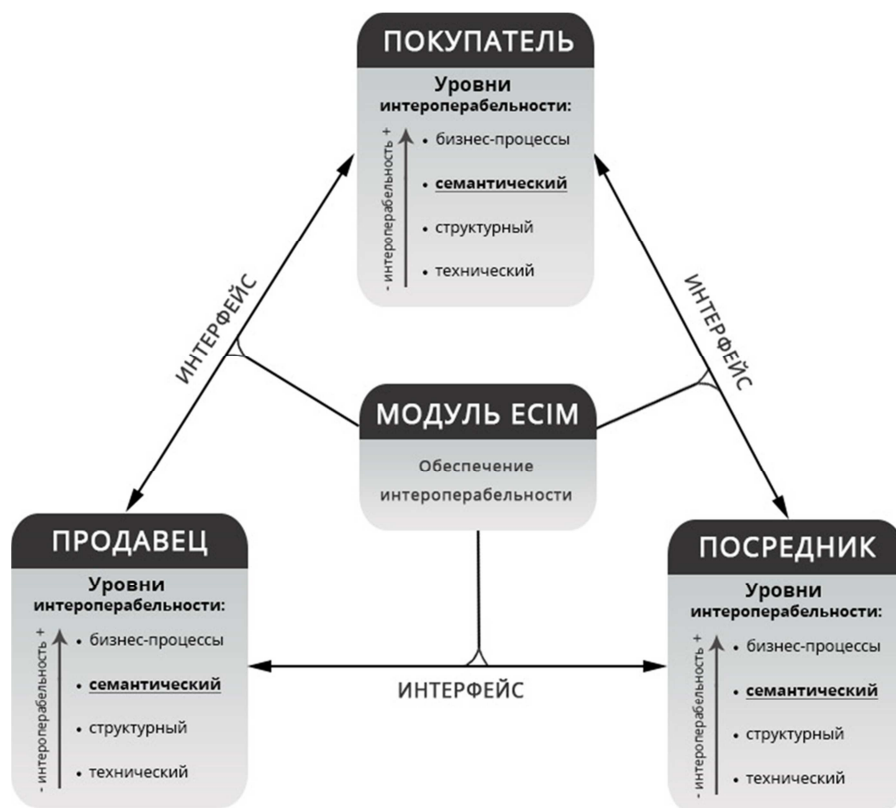 ПОКУПАТЕЛЬ
Уровни
интероперабельности:
- интероперабельность +
• бизнес-процессы
• семантический
• структурный
• технический
ИНТЕРФЕЙС
ИНТЕРФЕЙС
МОДУЛЬ ECIM
Обеспечение
интероперабельности
ПРОДАВЕЦ
Уровни
интероперабельности:
- интероперабельность +
• бизнес-процессы
• семантический
• структурный
• технический
ИНТЕРФЕЙС
ПОСРЕДНИК
Уровни
интероперабельности:
- интероперабельность +
• бизнес-процессы
• семантический
• структурный
• технический